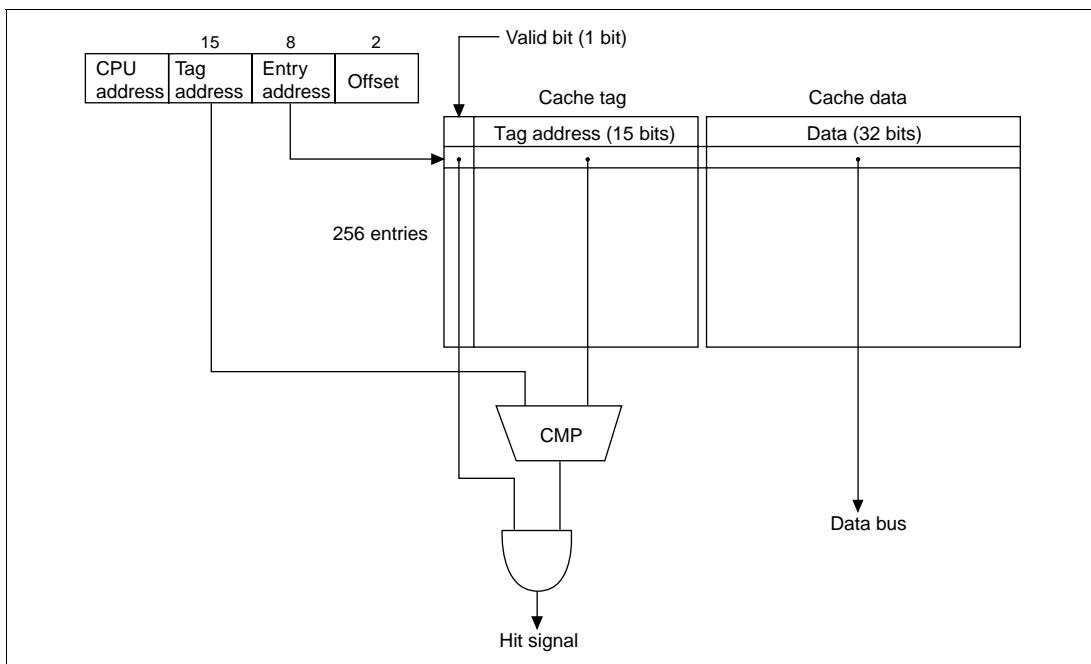 Valid bit (1 bit)
15 8 2
CPU address
Tag address
Entry address
Offset
Cache tag
Cache data
Tag address (15 bits)
Data (32 bits)
256 entries
CMP
Data bus
Hit signal